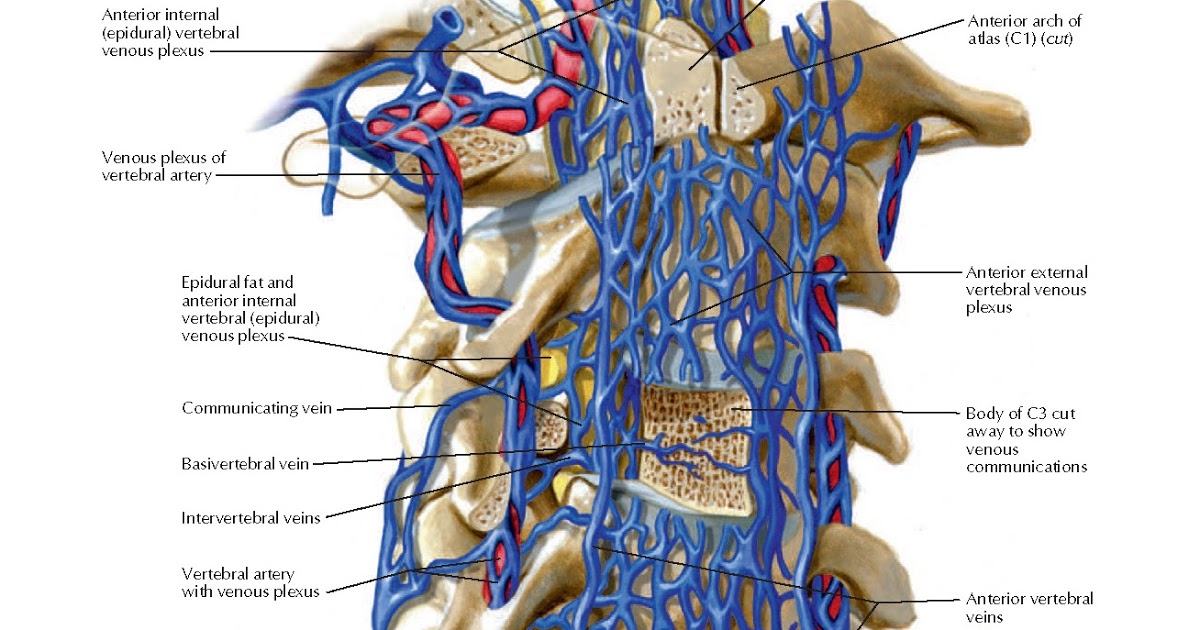 Anterior internal
(epidural) vertebral
venous plexus
Anterior arch of
atlas (C1) (cut)
Venous plexus of
vertebral artery
Epidural fat and
anterior internal
vertebral (epidural)
venous plexus
Anterior external
vertebral venous
plexus
Communicating vein
Body of C3 cut
away to show
venous
communications
Basivertebral vein
Intervertebral veins
Vertebral artery
with venous plexus
Anterior vertebral
veins